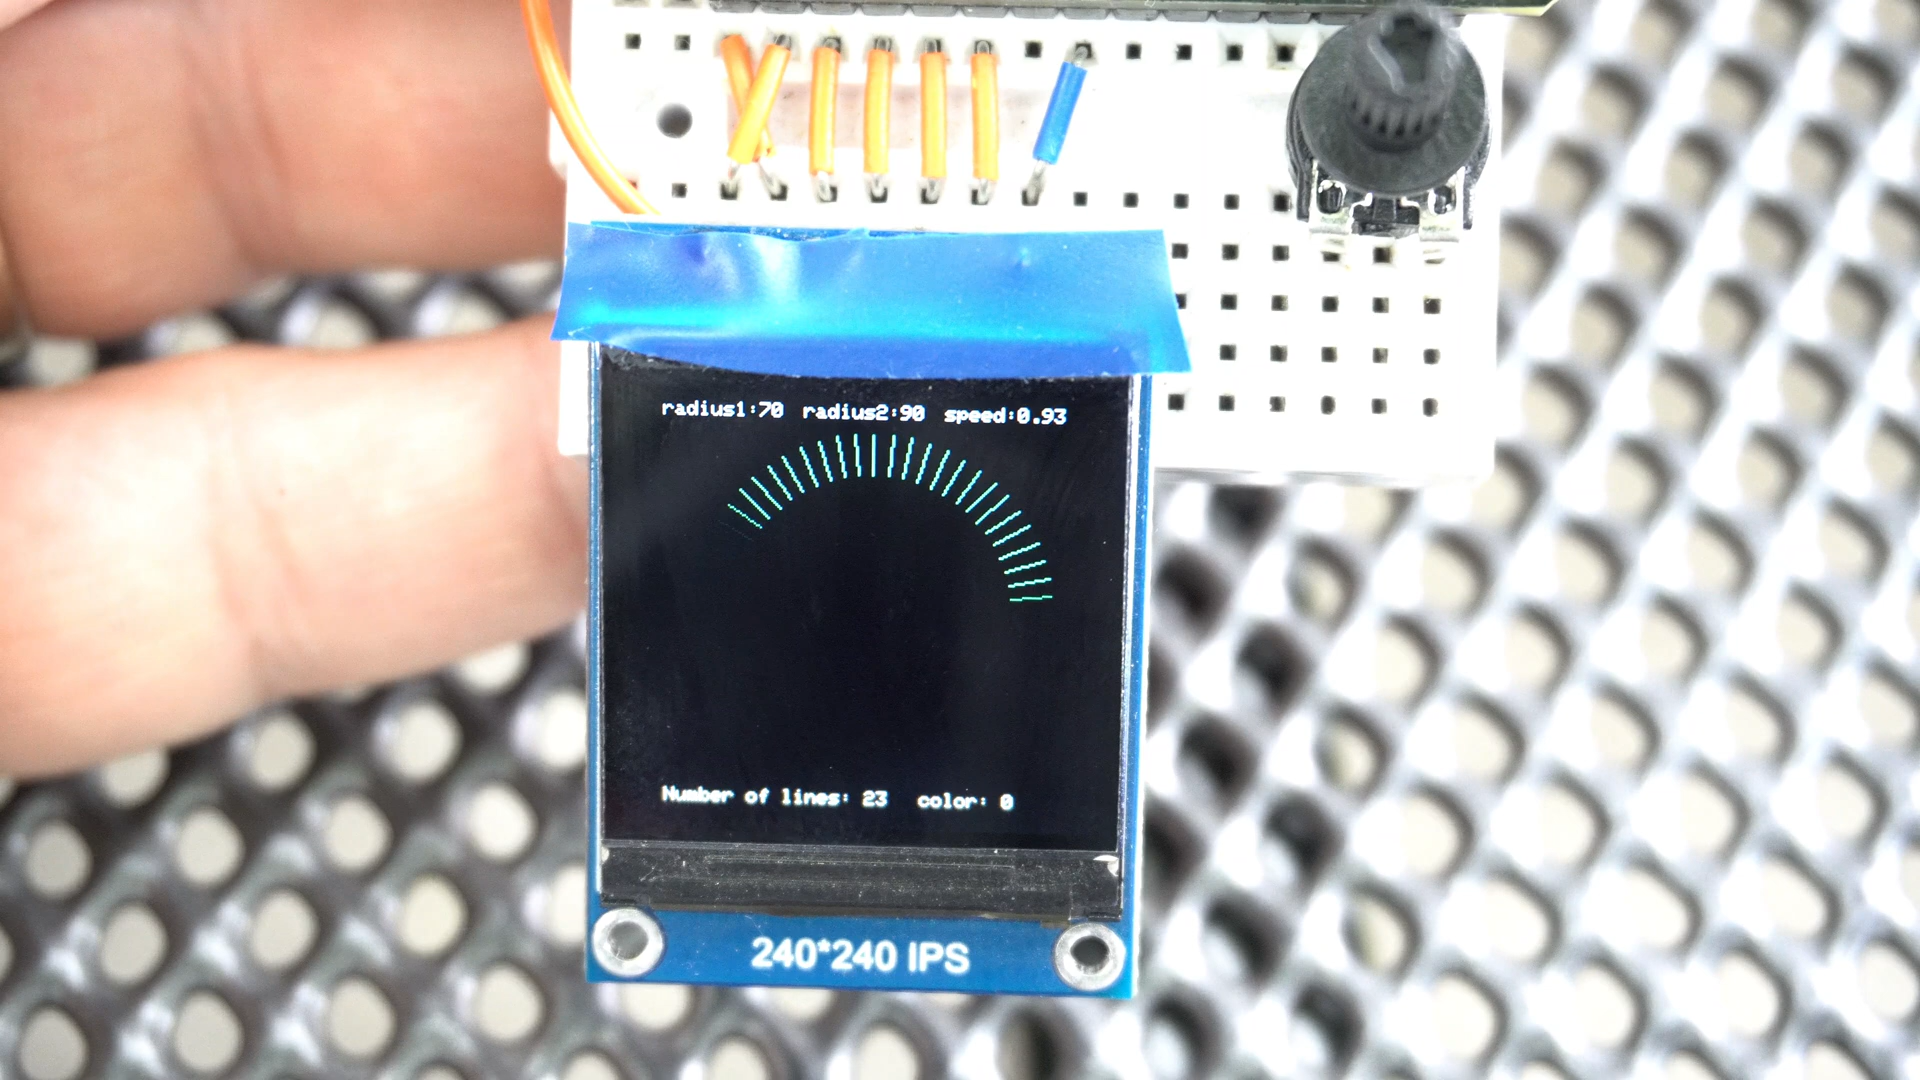 radius1:70 radius2:90 speed:0.93
Number of lines: 23 color: 0
240*240 IPS